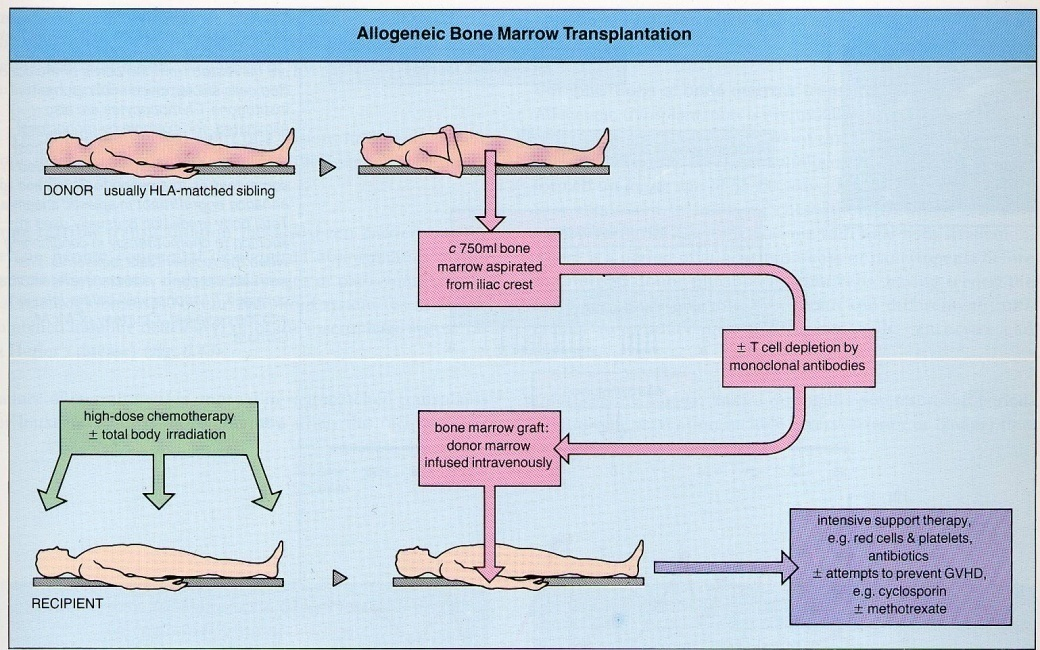 Allogeneic Bone Marrow Transplantation
DONOR usually HLA-matched sibling
c 750ml bone
marrow aspirated
from iliac crest
± T cell depletion by
monoclonal antibodies
high-dose chemotherapy
± total body irradiation
bone marrow graft:
donor marrow
infused intravenously
RECIPIENT
intensive support therapy,
e.g. red cells & platelets,
antibiotics
± attempts to prevent GVHD,
e.g. cyclosporin
± methotrexate